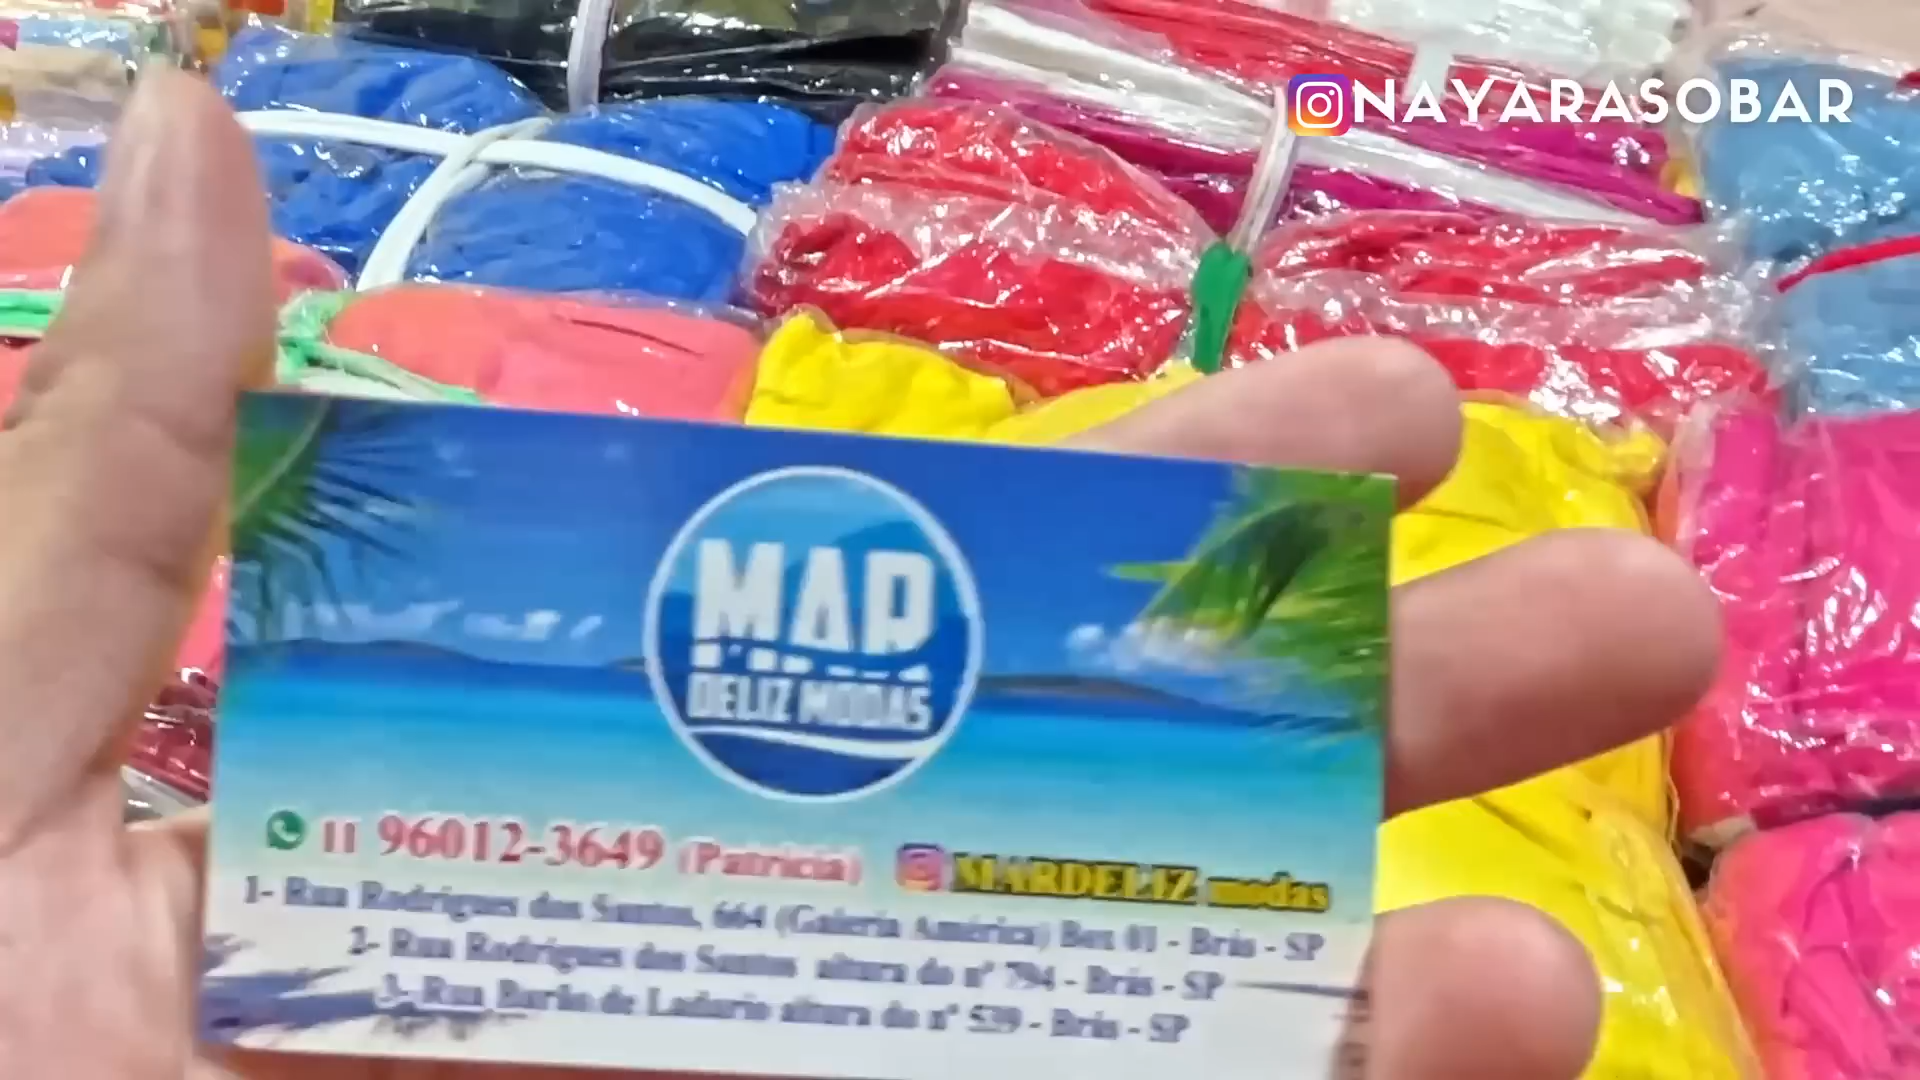 NAYARASOBAR
MAR
DELIZ MODAS
11 96012-3649 (Patricia) MARDELIZ modas
1- Rua Rodrigues dos Santos, 664 (Galeria América) Box 01 - Brás - SP
2- Rua Rodrigues dos Santos altura do nº 794 - Brás - SP
3- Rua Barão de Ladário altura do nº 539 - Brás - SP